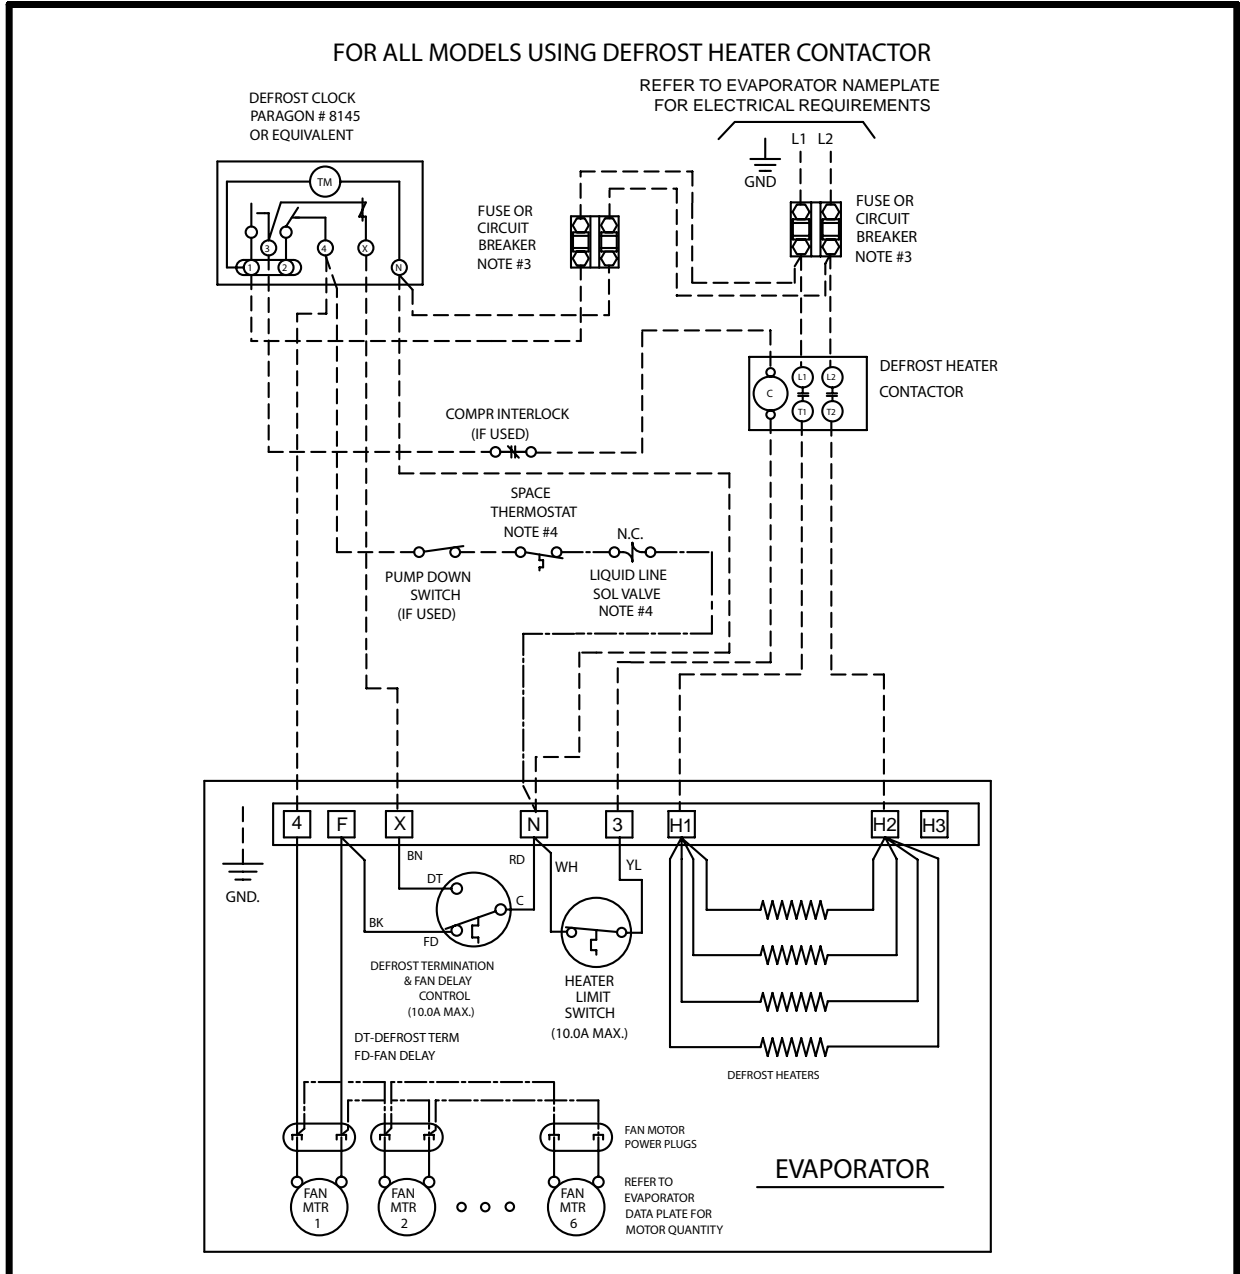 FOR ALL MODELS USING DEFROST HEATER CONTACTOR
REFER TO EVAPORATOR NAMEPLATE
FOR ELECTRICAL REQUIREMENTS
DEFROST CLOCK
PARAGON # 8145
OR EQUIVALENT
L1 L2
GND
TM
3
4
X
1
2
N
FUSE OR
CIRCUIT
BREAKER
NOTE #3
FUSE OR
CIRCUIT
BREAKER
NOTE #3
DEFROST HEATER
CONTACTOR
C
L1
L2
T1
T2
COMPR INTERLOCK
(IF USED)
SPACE
THERMOSTAT
NOTE #4
N.C.
PUMP DOWN
SWITCH
(IF USED)
LIQUID LINE
SOL VALVE
NOTE #4
4
F
X
N
3
H1
H2
H3
GND.
BN
RD
WH
YL
DT
C
BK
FD
DEFROST TERMINATION
& FAN DELAY
CONTROL
(10.0A MAX.)
HEATER
LIMIT
SWITCH
(10.0A MAX.)
DT-DEFROST TERM
FD-FAN DELAY
DEFROST HEATERS
FAN MOTOR
POWER PLUGS
EVAPORATOR
FAN
MTR
1
FAN
MTR
2
FAN
MTR
6
REFER TO
EVAPORATOR
DATA PLATE FOR
MOTOR QUANTITY